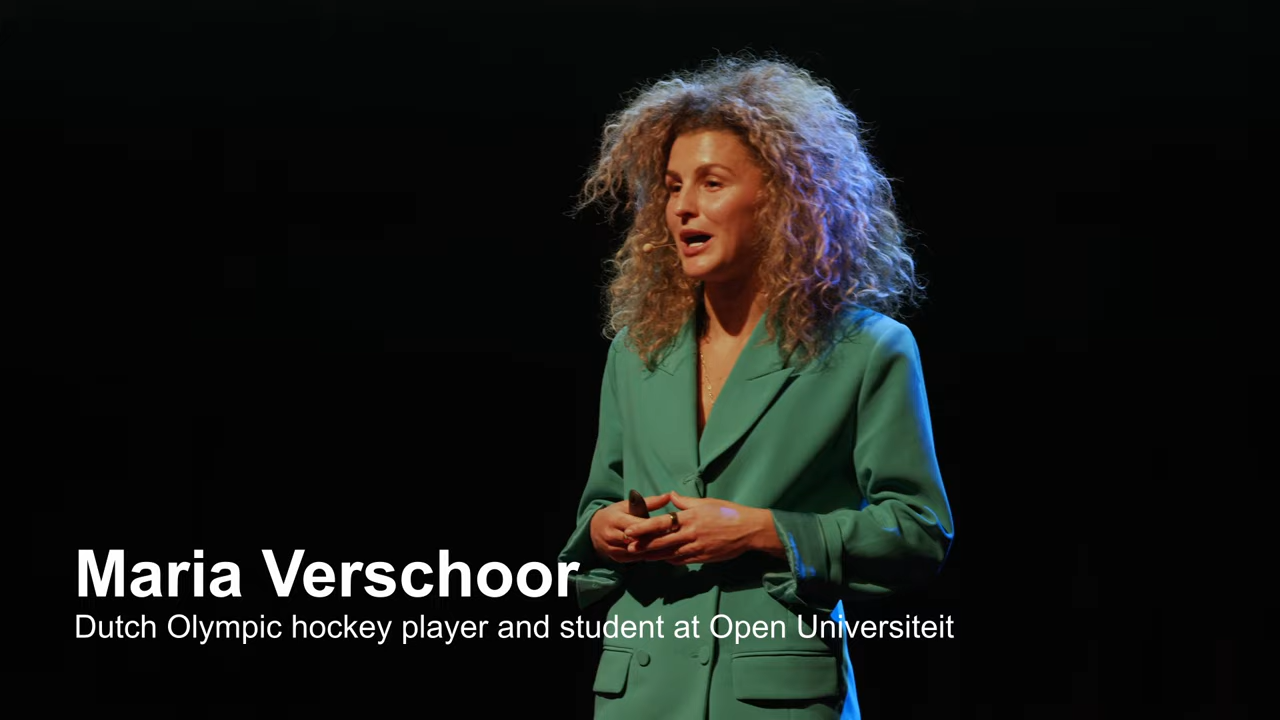 Maria Verschoor
Dutch Olympic hockey player and student at Open Universiteit